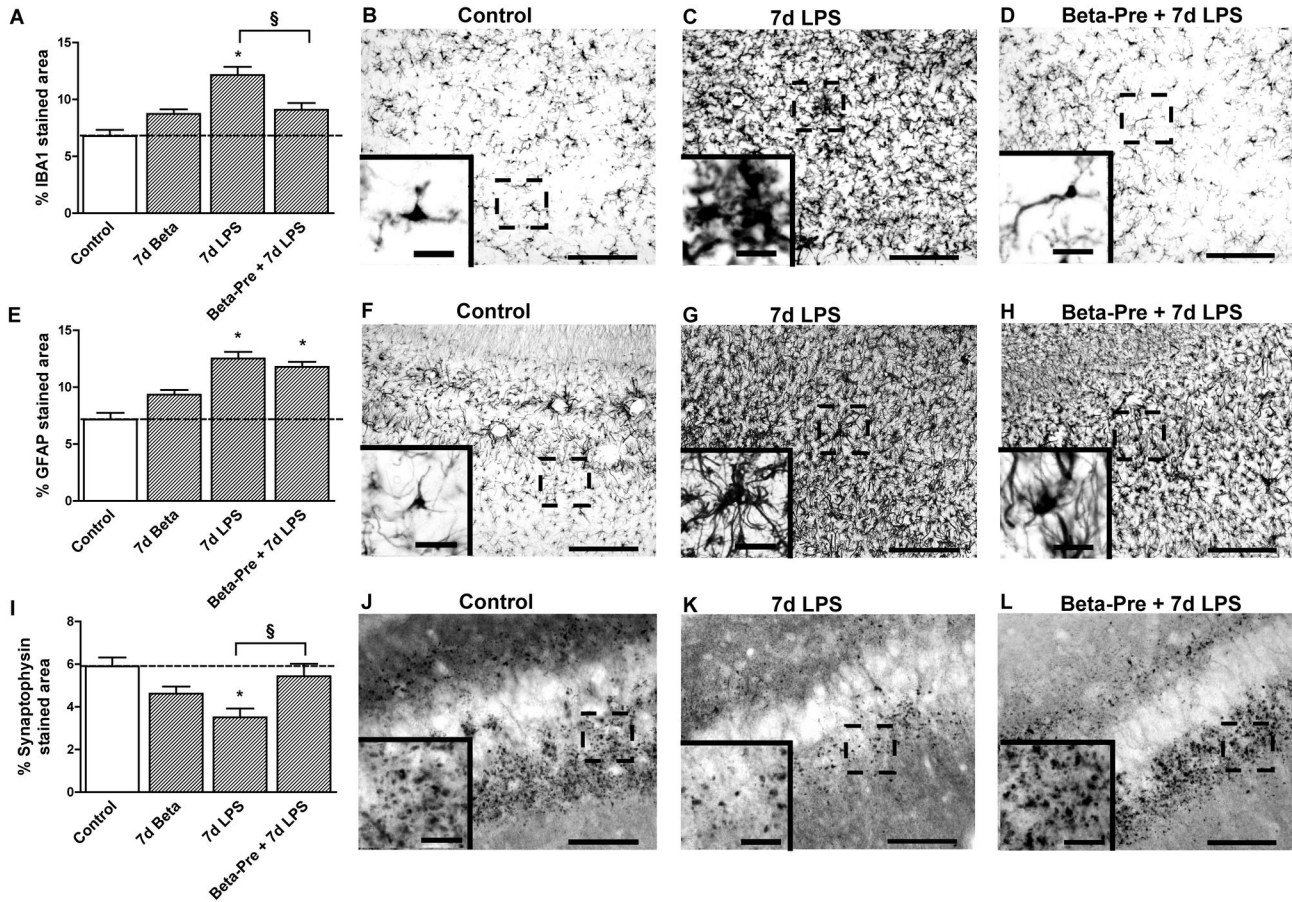 A
§
B
Control
C
7d LPS
D
Beta-Pre + 7d LPS
% IBA1 stained area
15
10
5
0
*
Control
7d Beta
7d LPS
Beta-Pre + 7d LPS
E
F
Control
G
7d LPS
H
Beta-Pre + 7d LPS
% GFAP stained area
15
10
5
0
*
*
Control
7d Beta
7d LPS
Beta-Pre + 7d LPS
I
§
J
Control
K
7d LPS
L
Beta-Pre + 7d LPS
% Synaptophysin
stained area
8
6
4
2
0
*
Control
7d Beta
7d LPS
Beta-Pre + 7d LPS